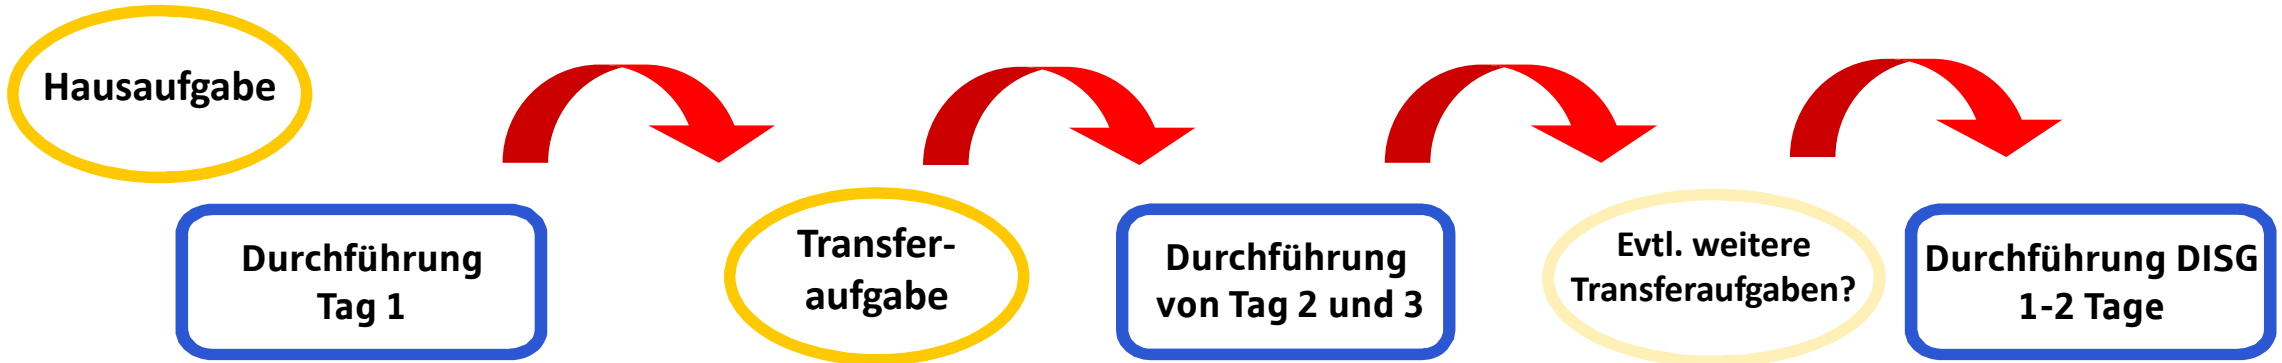 Hausaufgabe
Durchführung
Tag 1
Transfer-
aufgabe
Durchführung
von Tag 2 und 3
Evtl. weitere
Transferaufgaben?
Durchführung DISG
1-2 Tage